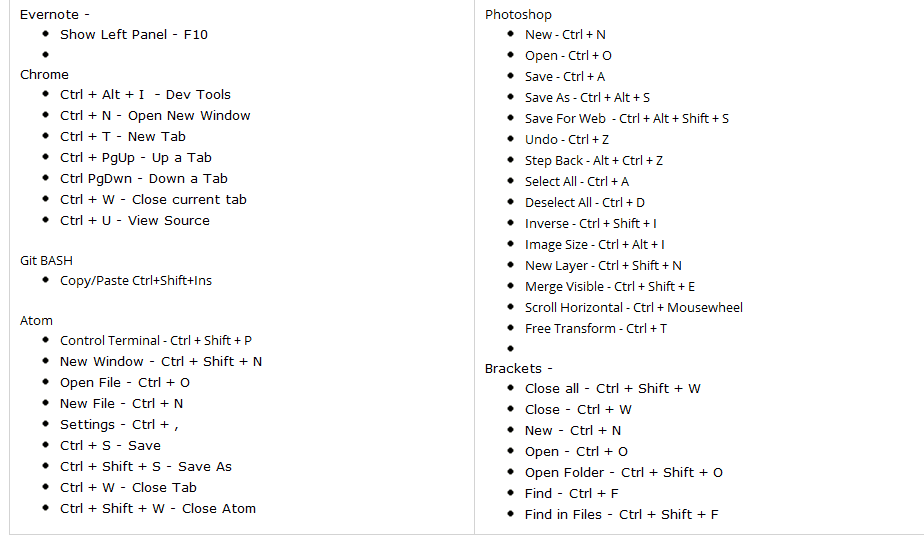 Evernote -
Show Left Panel - F10
Chrome
Ctrl + Alt + I  - Dev Tools
Ctrl + N - Open New Window
Ctrl + T - New Tab
Ctrl + PgUp - Up a Tab
Ctrl PgDwn - Down a Tab
Ctrl + W - Close current tab
Ctrl + U - View Source
Git BASH
Copy/Paste Ctrl+Shift+Ins
Atom
Control Terminal - Ctrl + Shift + P
New Window - Ctrl + Shift + N
Open File - Ctrl + O
New File - Ctrl + N
Settings - Ctrl + ,
Ctrl + S - Save
Ctrl + Shift + S - Save As
Ctrl + W - Close Tab
Ctrl + Shift + W - Close Atom
Photoshop
New - Ctrl + N
Open - Ctrl + O
Save - Ctrl + A
Save As - Ctrl + Alt + S
Save For Web  - Ctrl + Alt + Shift + S
Undo - Ctrl + Z
Step Back - Alt + Ctrl + Z
Select All - Ctrl + A
Deselect All - Ctrl + D
Inverse - Ctrl + Shift + I
Image Size - Ctrl + Alt + I
New Layer - Ctrl + Shift + N
Merge Visible - Ctrl + Shift + E
Scroll Horizontal - Ctrl + Mousewheel
Free Transform - Ctrl + T
Brackets -
Close all - Ctrl + Shift + W
Close - Ctrl + W
New - Ctrl + N
Open - Ctrl + O
Open Folder - Ctrl + Shift + O
Find - Ctrl + F
Find in Files - Ctrl + Shift + F